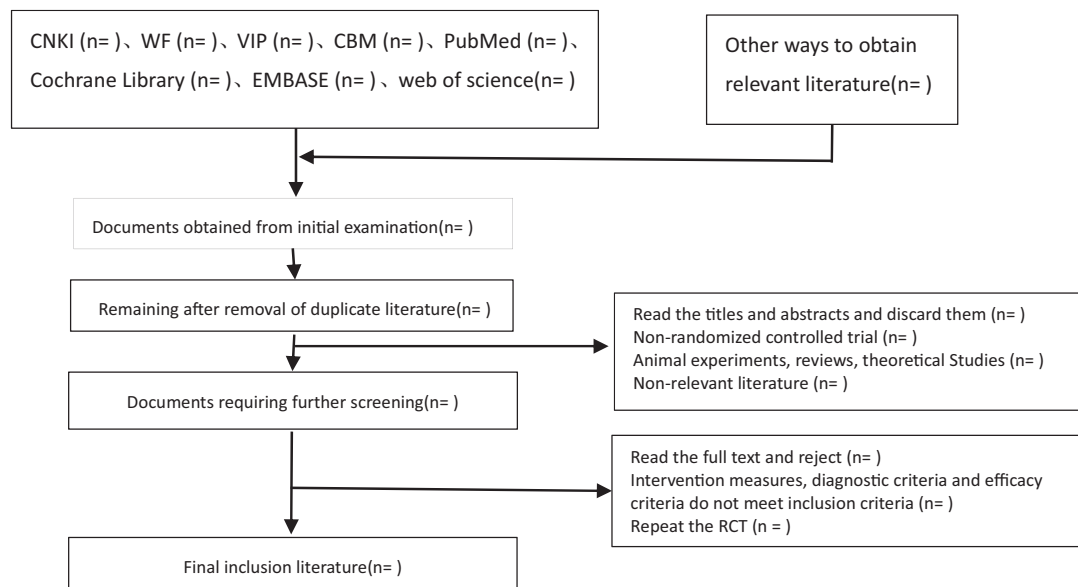 CNKI (n= )、WF (n= )、VIP (n= )、CBM (n= )、PubMed (n= )、
Cochrane Library (n= )、EMBASE (n= )、web of science(n= )
Other ways to obtain
relevant literature(n= )
Documents obtained from initial examination(n= )
Remaining after removal of duplicate literature(n= )
Read the titles and abstracts and discard them (n= )
Non-randomized controlled trial (n= )
Animal experiments, reviews, theoretical Studies (n= )
Non-relevant literature (n= )
Documents requiring further screening(n= )
Read the full text and reject (n= )
Intervention measures, diagnostic criteria and efficacy
criteria do not meet inclusion criteria (n= )
Repeat the RCT (n = )
Final inclusion literature(n= )